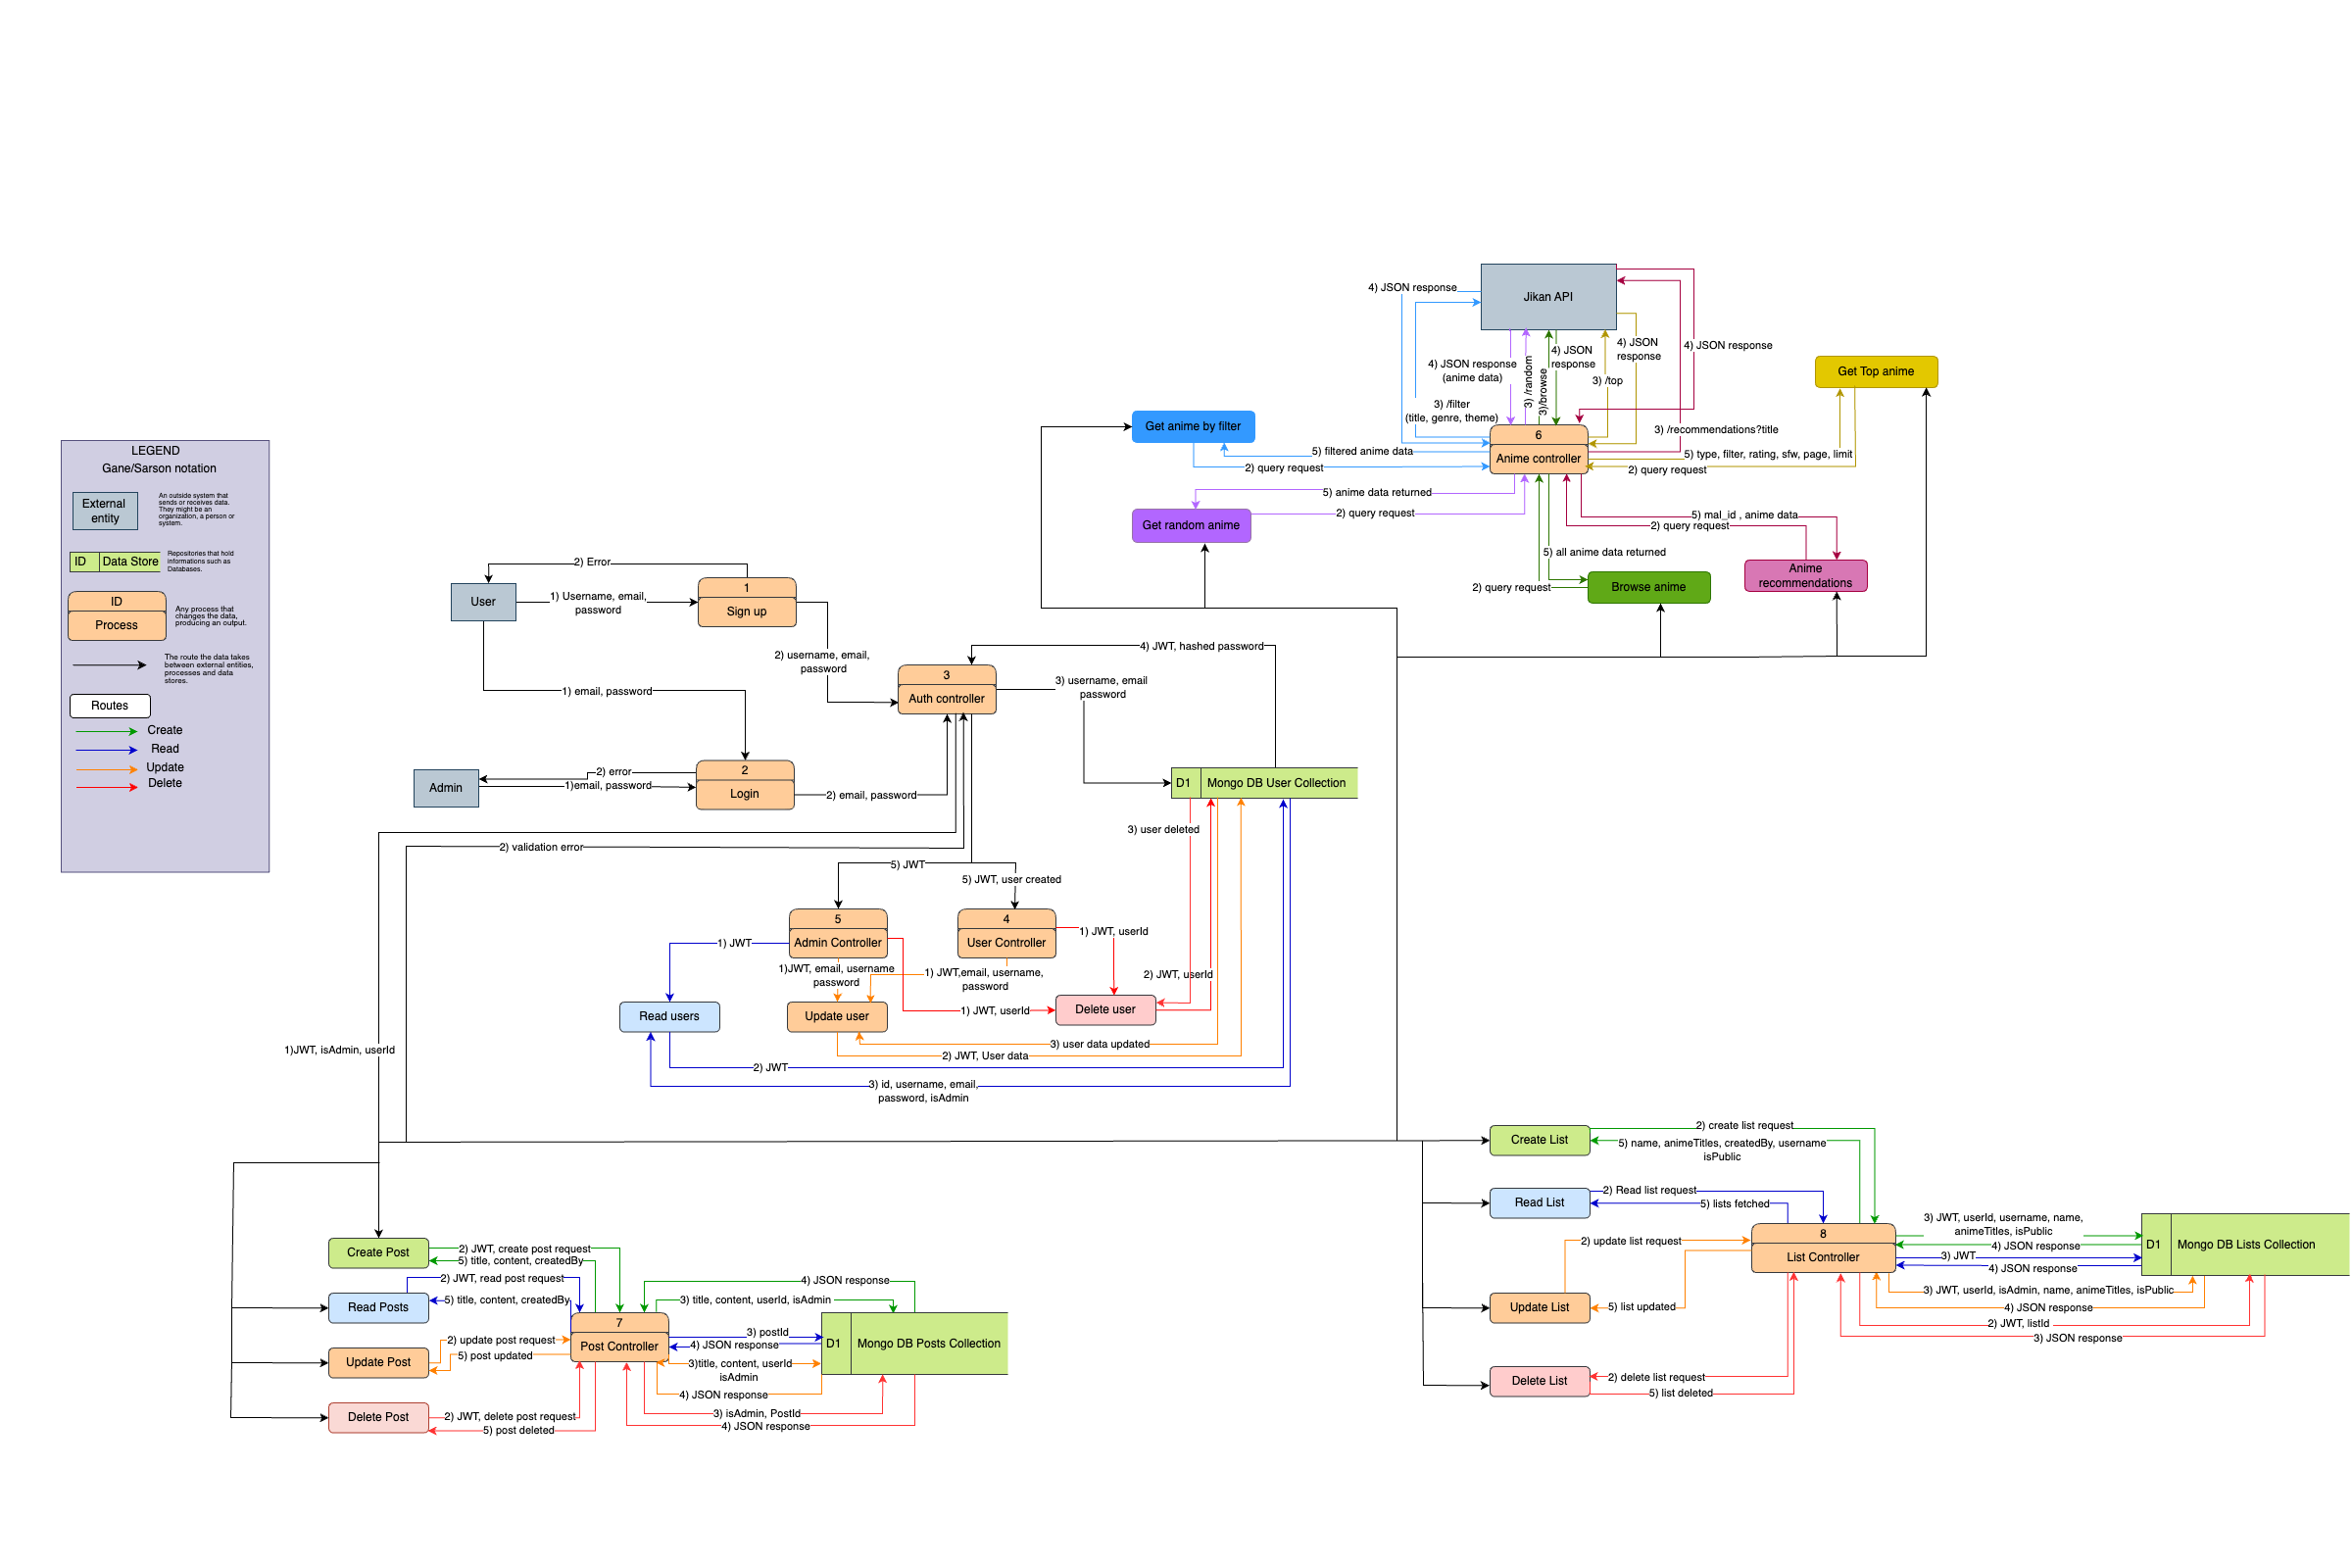 LEGEND
Gane/Sarson notation
External
entity
An outside system that
sends or receives data.
They might be an
organization, a person or
system.
ID
Data Store
Repositories that hold
informations such as
Databases.
ID
Process
Any process that
changes the data,
producing an output.
The route the data takes
between external entities,
processes and data
stores.
Routes
Create
Read
Update
Delete
2) Error
User
1) Username, email,
password
1
Sign up
2) username, email,
password
1) email, password
3
Auth controller
4) JWT, hashed password
3) username, email
password
Admin
2) error
1)email, password
2
Login
2) email, password
D1
Mongo DB User Collection
2) validation error
5) JWT
5) JWT, user created
3) user deleted
5
Admin Controller
4
User Controller
1) JWT
1)JWT, email, username
password
1) JWT,email, username,
password
1) JWT, userId
2) JWT, userId
1) JWT, userId
Read users
Update user
Delete user
3) user data updated
2) JWT, User data
2) JWT
3) id, username, email,
password, isAdmin
1)JWT, isAdmin, userId
Jikan API
4) JSON response
4) JSON response
(anime data)
3) /random
3)/browse
4) JSON
response
3) /top
4) JSON
response
4) JSON response
3) /filter
(title, genre, theme)
3) /recommendations?title
6
Anime controller
Get anime by filter
5) filtered anime data
2) query request
Get Top anime
5) type, filter, rating, sfw, page, limit
2) query request
5) anime data returned
2) query request
Get random anime
5) mal_id , anime data
2) query request
5) all anime data returned
2) query request
Browse anime
Anime
recommendations
Create Post
2) JWT, create post request
5) title, content, createdBy
2) JWT, read post request
Read Posts
5) title, content, createdBy
4) JSON response
3) title, content, userId, isAdmin
7
Post Controller
3) postId
4) JSON response
3)title, content, userId
isAdmin
4) JSON response
D1
Mongo DB Posts Collection
2) update post request
5) post updated
Update Post
Delete Post
2) JWT, delete post request
5) post deleted
3) isAdmin, PostId
4) JSON response
Create List
2) create list request
5) name, animeTitles, createdBy, username
isPublic
Read List
2) Read list request
5) lists fetched
8
List Controller
3) JWT, userId, username, name,
animeTitles, isPublic
4) JSON response
3) JWT
4) JSON response
D1
Mongo DB Lists Collection
2) update list request
Update List
5) list updated
3) JWT, userId, isAdmin, name, animeTitles, isPublic
4) JSON response
2) JWT, listId
3) JSON response
Delete List
2) delete list request
5) list deleted